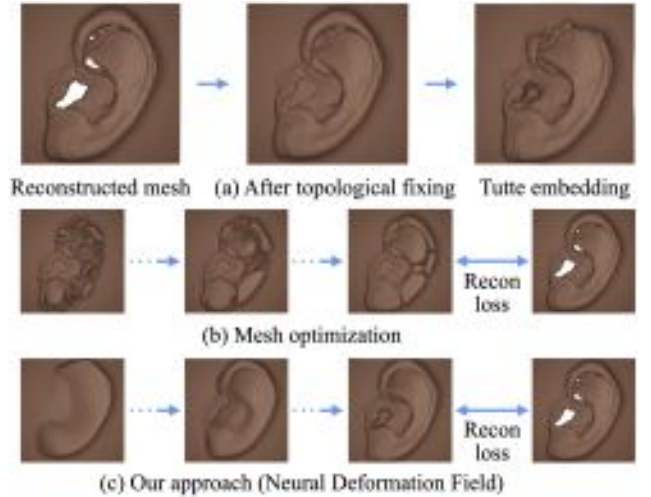 Reconstructed mesh (a) After topological fixing Tutte embedding
Recon
loss
(b) Mesh optimization
Recon
loss
(c) Our approach (Neural Deformation Field)